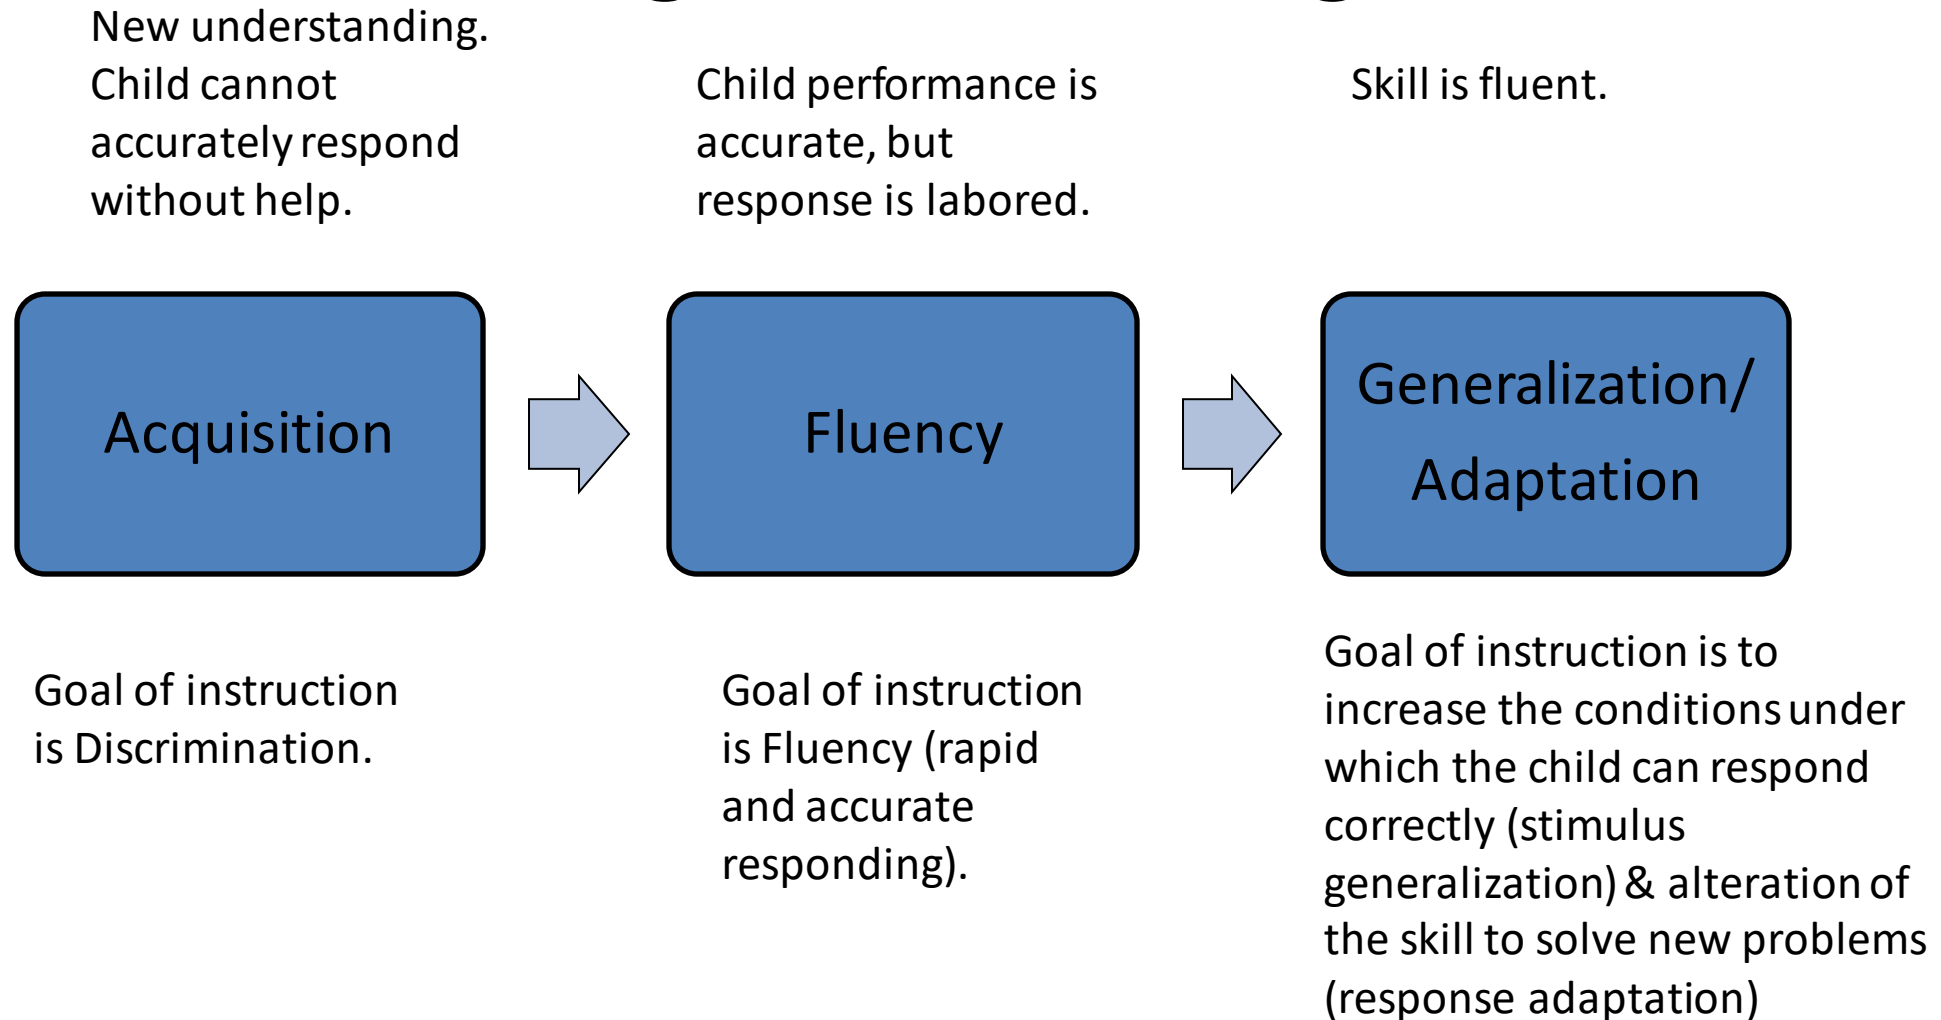 New understanding.
Child cannot
accurately respond
without help.
Child performance is
accurate, but
response is labored.
Skill is fluent.
Acquisition
Fluency
Generalization/
Adaptation
Goal of instruction
is Discrimination.
Goal of instruction
is Fluency (rapid
and accurate
responding).
Goal of instruction is to
increase the conditions under
which the child can respond
correctly (stimulus
generalization) & alteration of
the skill to solve new problems
(response adaptation)